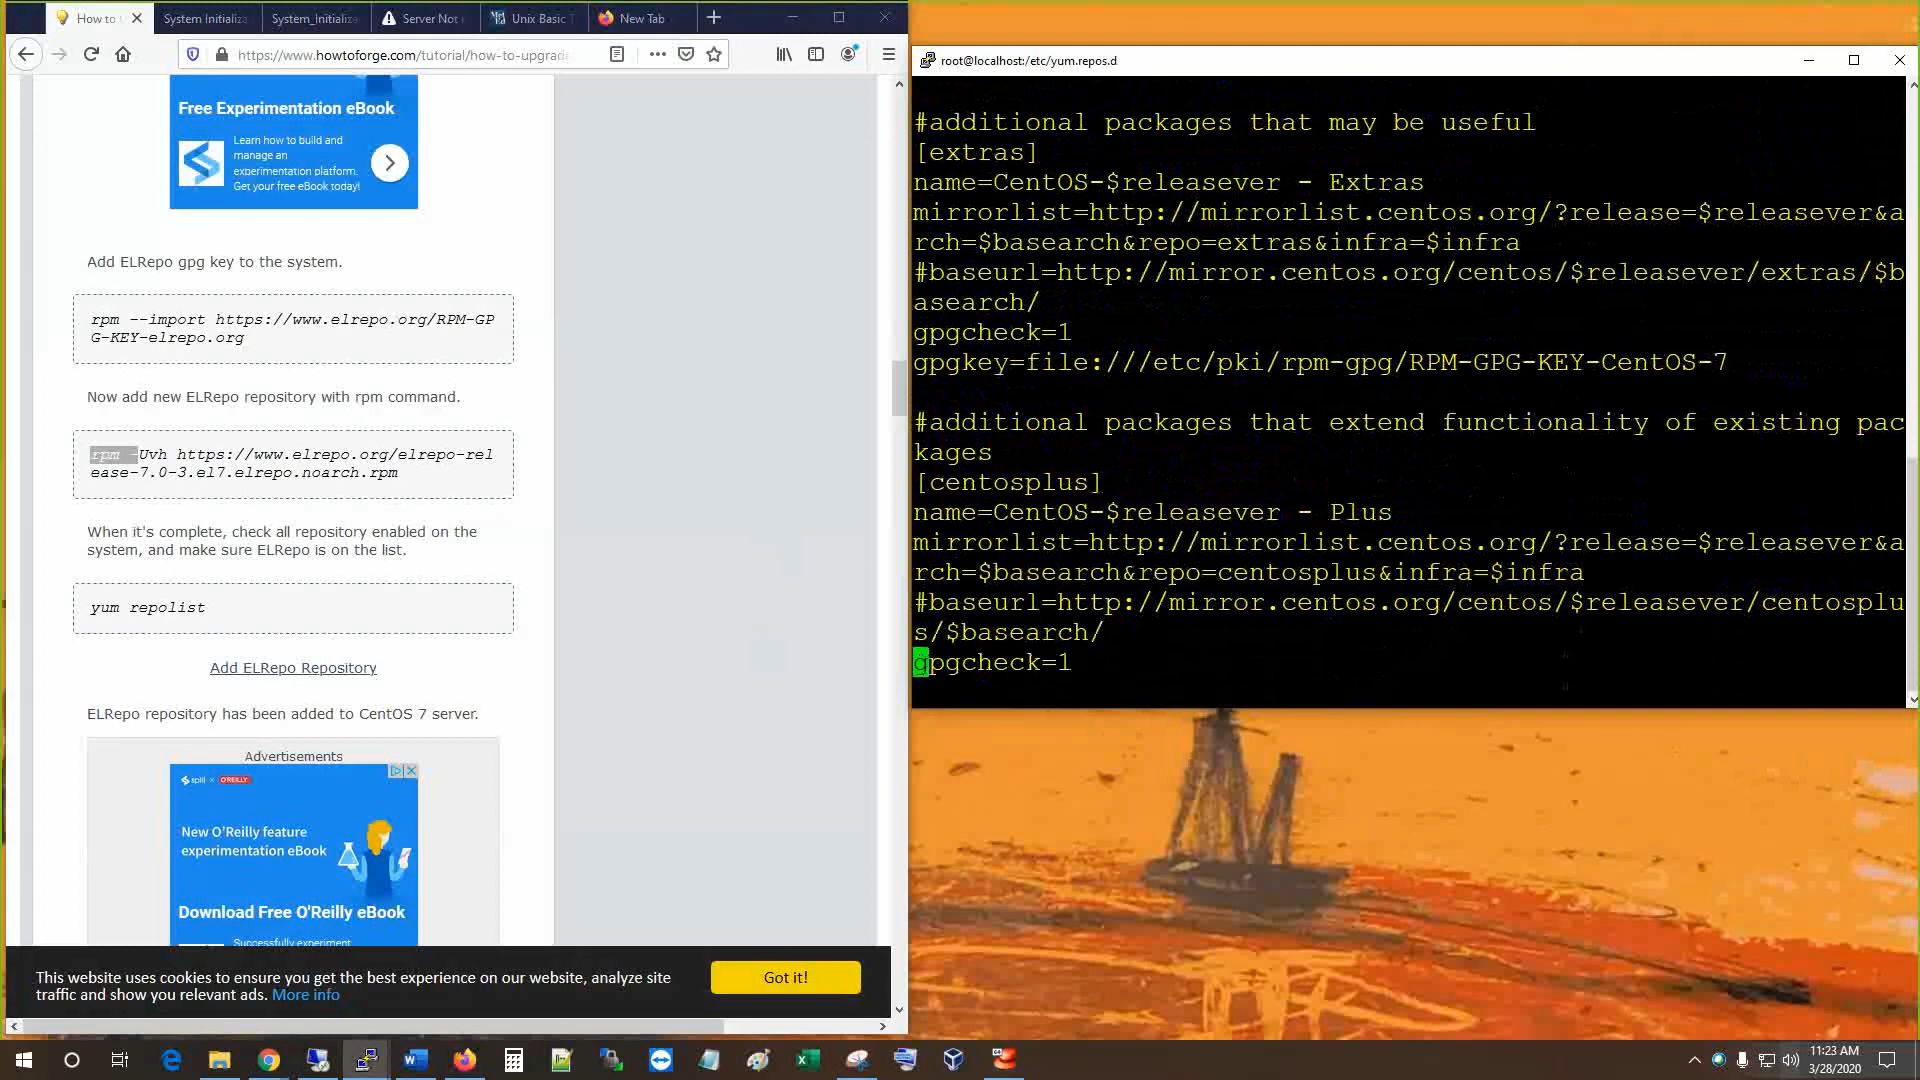 How to
System Initializa
System_Initializa
Server Not
Unix Basic
New Tab
https://www.howtoforge.com/tutorial/how-to-upgrad
Free Experimentation eBook
Learn how to build and
manage an
experimentation platform.
Get your free eBook today!
Add ELRepo gpg key to the system.
rpm --import https://www.elrepo.org/RPM-GP
G-KEY-elrepo.org
Now add new ELRepo repository with rpm command.
rpm -Uvh https://www.elrepo.org/elrepo-rel
ease-7.0-3.el7.elrepo.noarch.rpm
When it's complete, check all repository enabled on the
system, and make sure ELRepo is on the list.
yum repolist
Add ELRepo Repository
ELRepo repository has been added to CentOS 7 server.
Advertisements
split x O'REILLY
New O'Reilly feature
experimentation eBook
Download Free O'Reilly eBook
Successfully experiment
This website uses cookies to ensure you get the best experience on our website, analyze site
traffic and show you relevant ads. More info
Got it!
root@localhost:/etc/yum.repos.d
#additional packages that may be useful
[extras]
name=CentOS-$releasever - Extras
mirrorlist=http://mirrorlist.centos.org/?release=$releasever&a
rch=$basearch&repo=extras&infra=$infra
#baseurl=http://mirror.centos.org/centos/$releasever/extras/$b
asearch/
gpgcheck=1
gpgkey=file:///etc/pki/rpm-gpg/RPM-GPG-KEY-CentOS-7
#additional packages that extend functionality of existing pac
kages
[centosplus]
name=CentOS-$releasever - Plus
mirrorlist=http://mirrorlist.centos.org/?release=$releasever&a
rch=$basearch&repo=centosplus&infra=$infra
#baseurl=http://mirror.centos.org/centos/$releasever/centosplu
s/$basearch/
gpgcheck=1
11:23 AM
3/28/2020